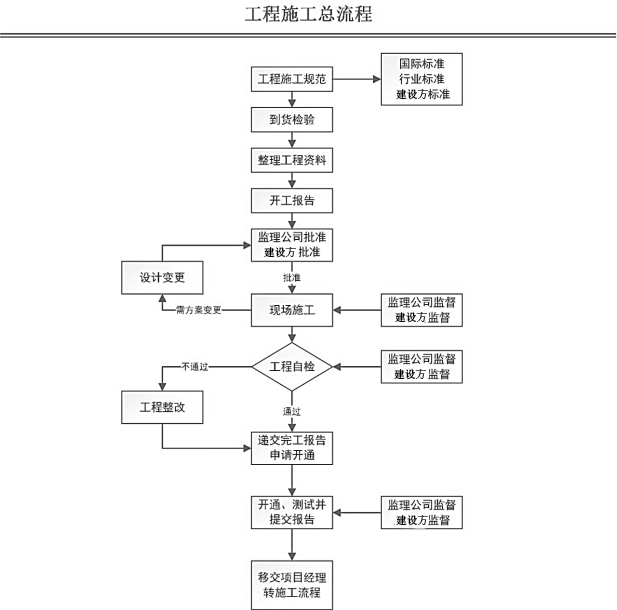 工程施工总流程
工程施工规范
国际标准
行业标准
建设方标准
到货检验
整理工程资料
开工报告
监理公司批准
建设方 批准
设计变更
批准
需方案变更
现场施工
监理公司监督
建设方监督
不通过
工程自检
监理公司监督
建设方 监督
工程整改
通过
递交完工报告
申请开通
开通、测试并
提交报告
监理公司监督
建设方监督
移交项目经理
转施工流程